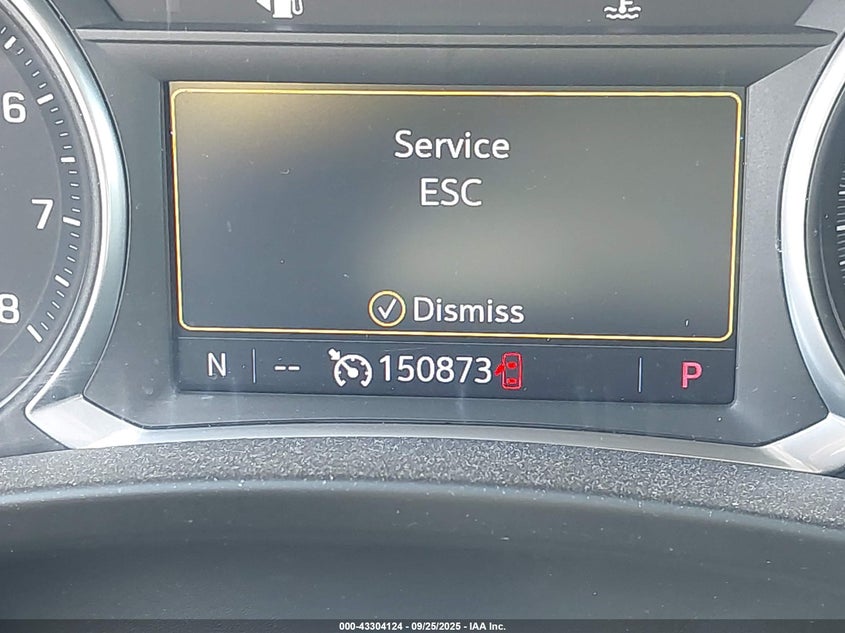 6
7
8
Service
ESC
Dismiss
N -- 150873 P
000-43304124 - 09/25/2025 - IAA Inc.